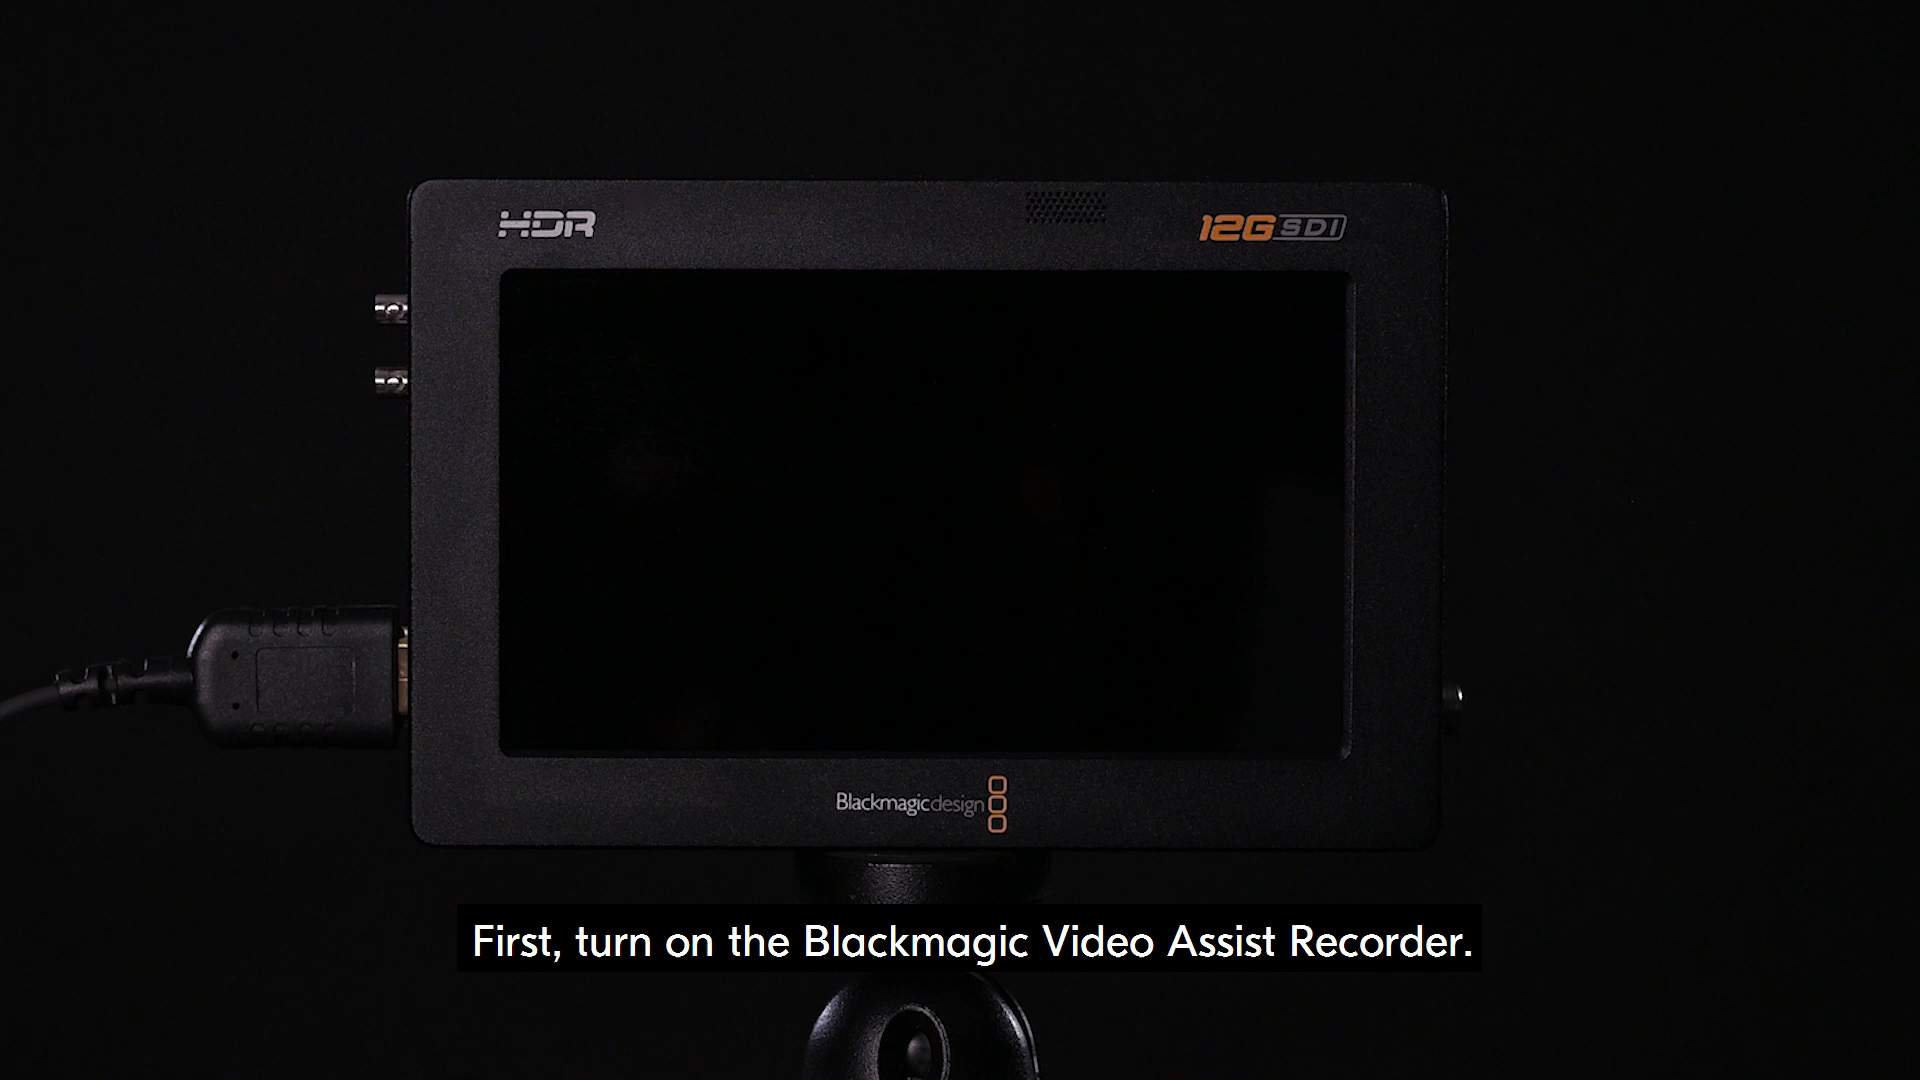 HDR
12G SDI
Blackmagicdesign
First, turn on the Blackmagic Video Assist Recorder.